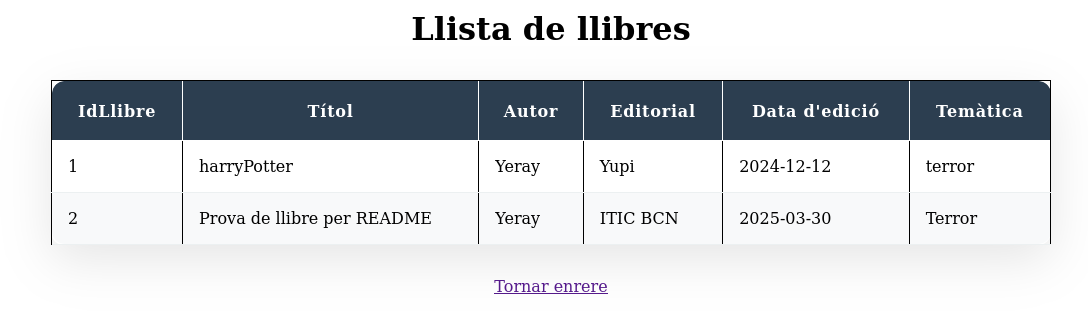 Llista de llibres
IdLlibre Títol Autor Editorial Data d'edició Temàtica
1 harryPotter Yeray Yupi 2024-12-12 terror
2 Prova de llibre per README Yeray ITIC BCN 2025-03-30 Terror
Tornar enrere